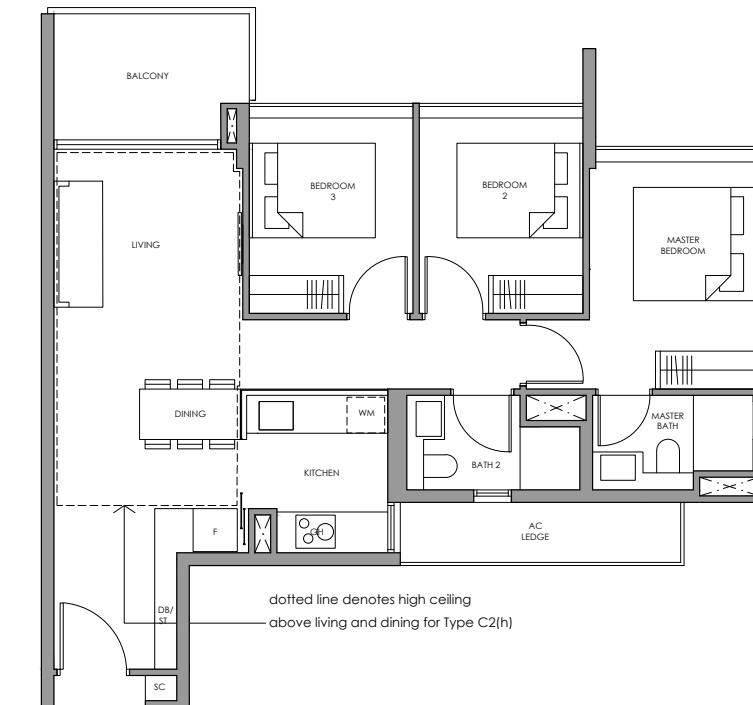 BALCONY
BEDROOM
3
BEDROOM
2
LIVING
MASTER
BEDROOM
DINING
WM
MASTER
BATH
KITCHEN
BATH 2
F
GH
AC
LEDGE
dotted line denotes high ceiling
above living and dining for Type C2(h)
DB/
ST
SC